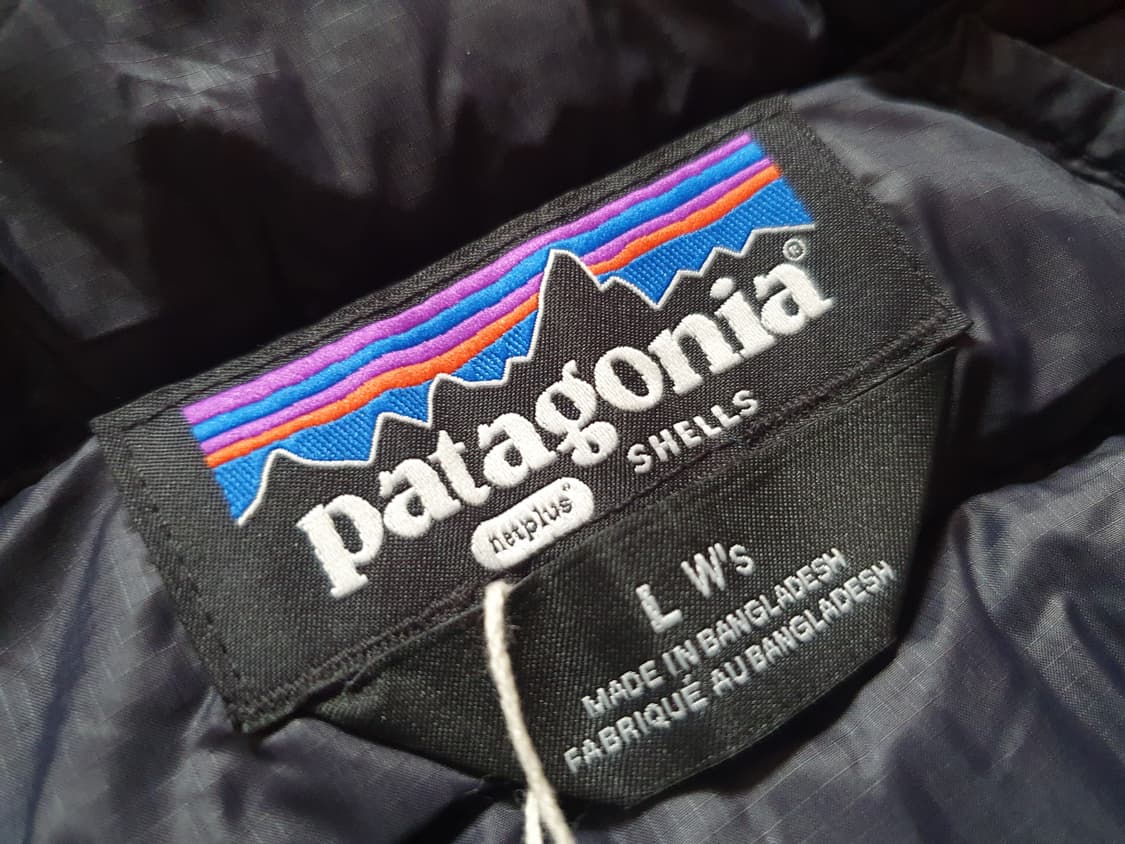 patagonia®
SHELLS
netplus®
L W's
MADE IN BANGLADESH
FABRIQUÉ AU BANGLADESH